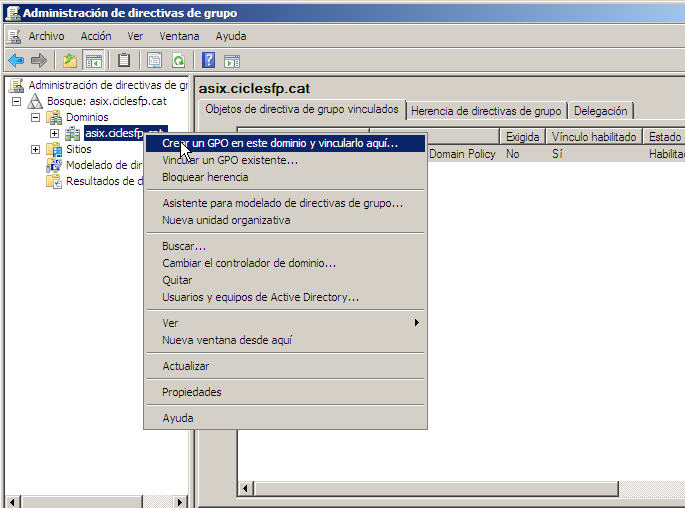 Administración de directivas de grupo
Archivo Acción Ver Ventana Ayuda
Administración de directivas de gr
Bosque: asix.ciclesfp.cat
Dominios
asix.ciclesfp.cat
Sitios
Modelado de dir
Resultados de d
asix.ciclesfp.cat
Objetos de directiva de grupo vinculados Herencia de directivas de grupo Delegación
Exigida Vínculo habilitado Estado
Domain Policy No Sí Habilita
Crear un GPO en este dominio y vincularlo aquí...
Vincular un GPO existente...
Bloquear herencia
Asistente para modelado de directivas de grupo...
Nueva unidad organizativa
Buscar...
Cambiar el controlador de dominio...
Quitar
Usuarios y equipos de Active Directory...
Ver
Nueva ventana desde aquí
Actualizar
Propiedades
Ayuda